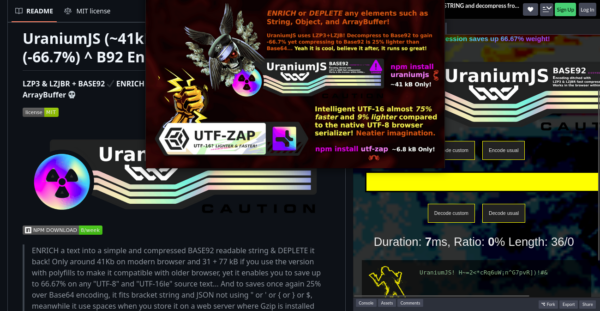 README
MIT license
UraniumJS (~41k
(-66.7%) ^ B92 En
LZP3 & LZJBR + BASE92
ENRICH
ArrayBuffer
license MIT
Uran
CAUTION
NPM DOWNLOAD
ENRICH a text into a simple and compressed BASE92
readable string & DEPLETE it
back! Only around 41Kb on modern browser and 31 + 77 kB if you use the version
with polyfills to make it compatible with older browser, yet it enables you to save up
to 66.67% on any "UTF-8" and "UTF-16le" source text... And to saves once again 25%
over Base64 encoding, it fits bracket string and JSON not using " or ' or { or } or $,
meanwhile it use spaces when you store it on a web server where Gzip is installed
ENRICH or DEPLETE any elements such as
String, Object, and ArrayBuffer!
UraniumJS uses LZP3+LZJB! Decompress to Base92 to gain
-66.7% yet compressing to Base92 is 25% lighter than
Base64... Yeah it is cool, believe it after, it runs so great!
UraniumJS
BASE92
npm install
uraniumjs
~41 kB Only!
Intelligent UTF-16 almost 75%
faster and 9% lighter compared
to the native UTF-8 browser
serializer! Neatier imagination.
UTF-ZAP
UTF-16? LIGHTER & FASTER!
npm install utf-zap ~6.8 kB Only!
STRING and decompress fro...
Sign Up
Log In
ession saves up 66.67% weight!
BASE92
Decode custom
Encode usual
Decode custom
Decode usual
Duration: 7ms, Ratio: 0% Length: 36/0
Console
Assets
Comments
Fork
Export
Share